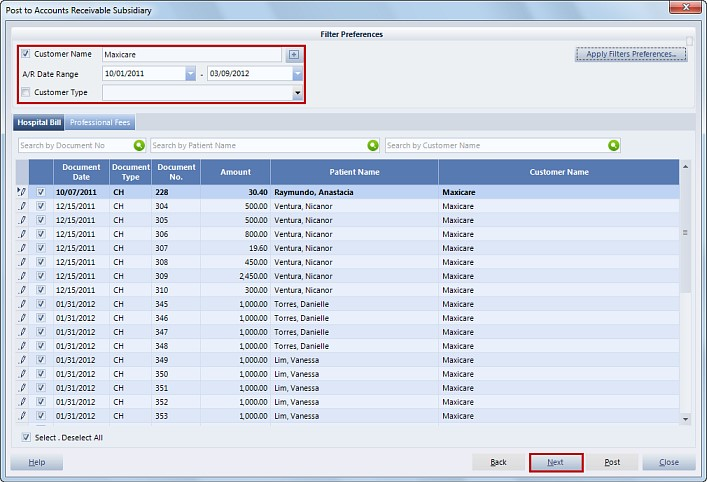 Post to Accounts Receivable Subsidiary
Filter Preferences
Customer Name Maxicare
Apply Filters Preferences..
A/R Date Range 10/01/2011 - 03/09/2012
Customer Type
Hospital Bill Professional Fees
Search by Document No Search by Patient Name Search by Customer Name
Document Date Document Type Document No. Amount Patient Name Customer Name
10/07/2011 CH 228 30.40 Raymundo, Anastacia Maxicare
12/15/2011 CH 304 500.00 Ventura, Nicanor Maxicare
12/15/2011 CH 305 500.00 Ventura, Nicanor Maxicare
12/15/2011 CH 306 800.00 Ventura, Nicanor Maxicare
12/15/2011 CH 307 19.60 Ventura, Nicanor Maxicare
12/15/2011 CH 308 450.00 Ventura, Nicanor Maxicare
12/15/2011 CH 309 2,450.00 Ventura, Nicanor Maxicare
12/15/2011 CH 310 300.00 Ventura, Nicanor Maxicare
01/31/2012 CH 345 1,000.00 Torres, Danielle Maxicare
01/31/2012 CH 346 1,000.00 Torres, Danielle Maxicare
01/31/2012 CH 347 1,000.00 Torres, Danielle Maxicare
01/31/2012 CH 348 1,000.00 Torres, Danielle Maxicare
01/31/2012 CH 349 1,000.00 Lim, Vanessa Maxicare
01/31/2012 CH 350 1,000.00 Lim, Vanessa Maxicare
01/31/2012 CH 351 1,000.00 Lim, Vanessa Maxicare
01/31/2012 CH 352 1,000.00 Lim, Vanessa Maxicare
01/31/2012 CH 353 1,000.00 Lim, Vanessa Maxicare
Select . Deselect All
Help Back Next Post Close